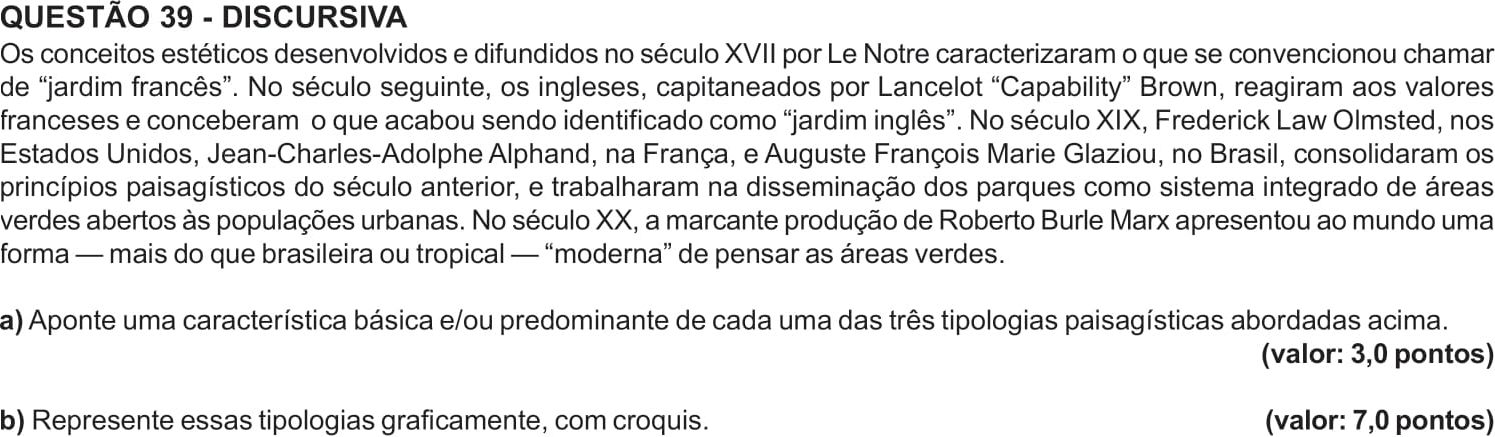 QUESTÃO 39 - DISCURSIVA
Os conceitos estéticos desenvolvidos e difundidos no século XVII por Le Notre caracterizaram o que se convencionou chamar
de “jardim francês”. No século seguinte, os ingleses, capitaneados por Lancelot “Capability” Brown, reagiram aos valores
franceses e conceberam o que acabou sendo identificado como “jardim inglês”. No século XIX, Frederick Law Olmsted, nos
Estados Unidos, Jean-Charles-Adolphe Alphand, na França, e Auguste François Marie Glaziou, no Brasil, consolidaram os
princípios paisagísticos do século anterior, e trabalharam na disseminação dos parques como sistema integrado de áreas
verdes abertos às populações urbanas. No século XX, a marcante produção de Roberto Burle Marx apresentou ao mundo uma
forma — mais do que brasileira ou tropical — “moderna” de pensar as áreas verdes.
a) Aponte uma característica básica e/ou predominante de cada uma das três tipologias paisagísticas abordadas acima.
(valor: 3,0 pontos)
b) Represente essas tipologias graficamente, com croquis. (valor: 7,0 pontos)